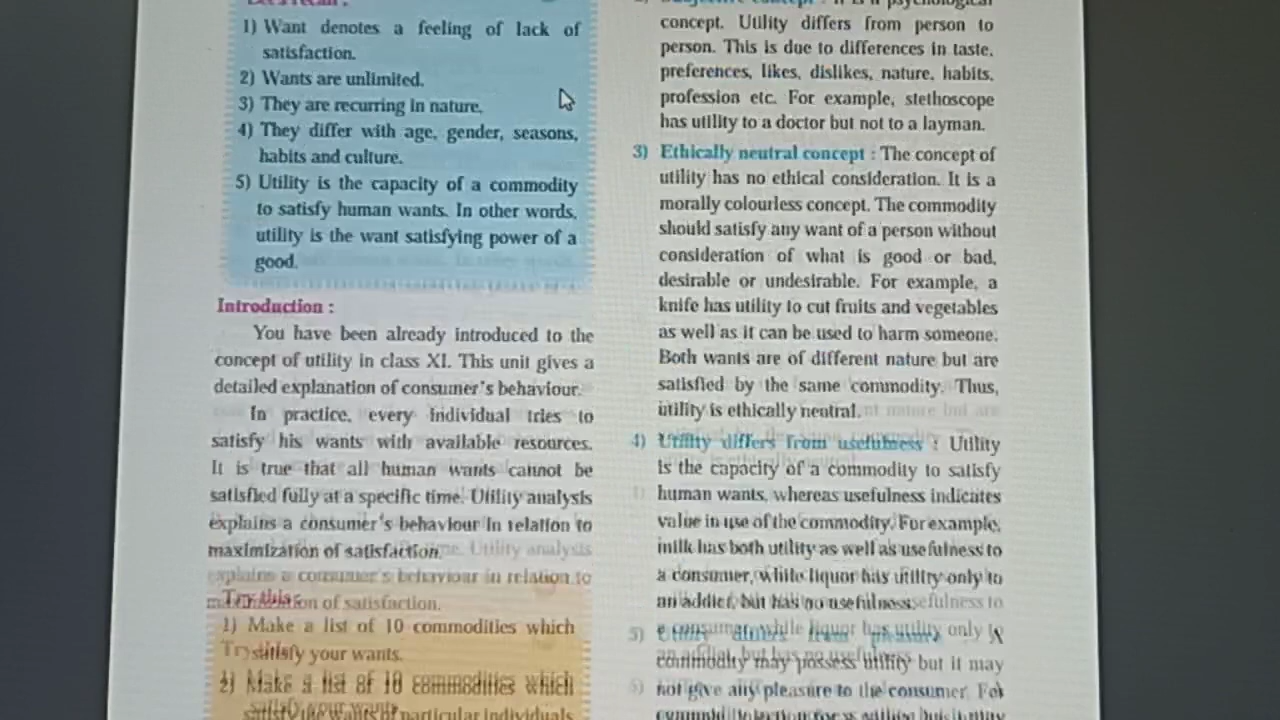 1) Want denotes a feeling of lack of
satisfaction.
2) Wants are unlimited.
3) They are recurring in nature.
4) They differ with age, gender, seasons,
habits and culture.
5) Utility is the capacity of a commodity
to satisfy human wants. In other words,
utility is the want satisfying power of a
good.
Introduction :
You have been already introduced to the
concept of utility in class XI. This unit gives a
detailed explanation of consumer's behaviour.
In practice, every individual tries to
satisfy his wants with available resources.
It is true that all human wants cannot be
satisfied fully at a specific time. Utility analysis
explains a consumer's behaviour in relation to
maximization of satisfaction.
Try this
1) Make a list of 10 commodities which
satisfy your wants.
2) Make a list of 10 commodities which
satisfy the wants of particular individuals
concept. Utility differs from person to
person. This is due to differences in taste,
preferences, likes, dislikes, nature, habits,
profession etc. For example, stethoscope
has utility to a doctor but not to a layman.
3) Ethically neutral concept : The concept of
utility has no ethical consideration. It is a
morally colourless concept. The commodity
should satisfy any want of a person without
consideration of what is good or bad,
desirable or undesirable. For example, a
knife has utility to cut fruits and vegetables
as well as it can be used to harm someone.
Both wants are of different nature but are
satisfied by the same commodity. Thus,
utility is ethically neutral.
4) Utility differs from usefulness : Utility
is the capacity of a commodity to satisfy
human wants, whereas usefulness indicates
value in use of the commodity. For example,
milk has both utility as well as usefulness to
a consumer, while liquor has utility only to
an addict, but has no usefulness.
5) Utility differs from pleasure
commodity may possess utility but it may
not give any pleasure to the consumer. For